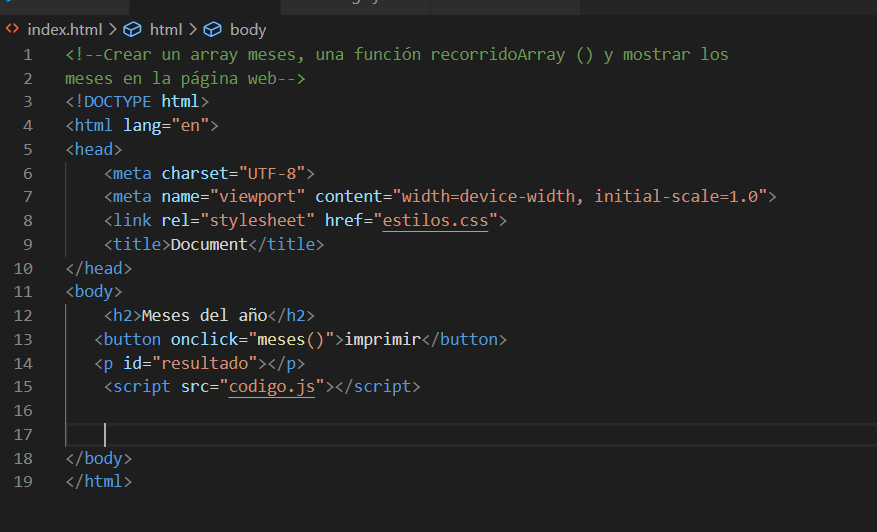 index.html > html > body
1 <!--Crear un array meses, una función recorridoArray () y mostrar los
2 meses en la página web-->
3 <!DOCTYPE html>
4 <html lang="en">
5 <head>
6 <meta charset="UTF-8">
7 <meta name="viewport" content="width=device-width, initial-scale=1.0">
8 <link rel="stylesheet" href="estilos.css">
9 <title>Document</title>
10 </head>
11 <body>
12 <h2>Meses del año</h2>
13 <button onclick="meses()">imprimir</button>
14 <p id="resultado"></p>
15 <script src="codigo.js"></script>
16
17
18 </body>
19 </html>